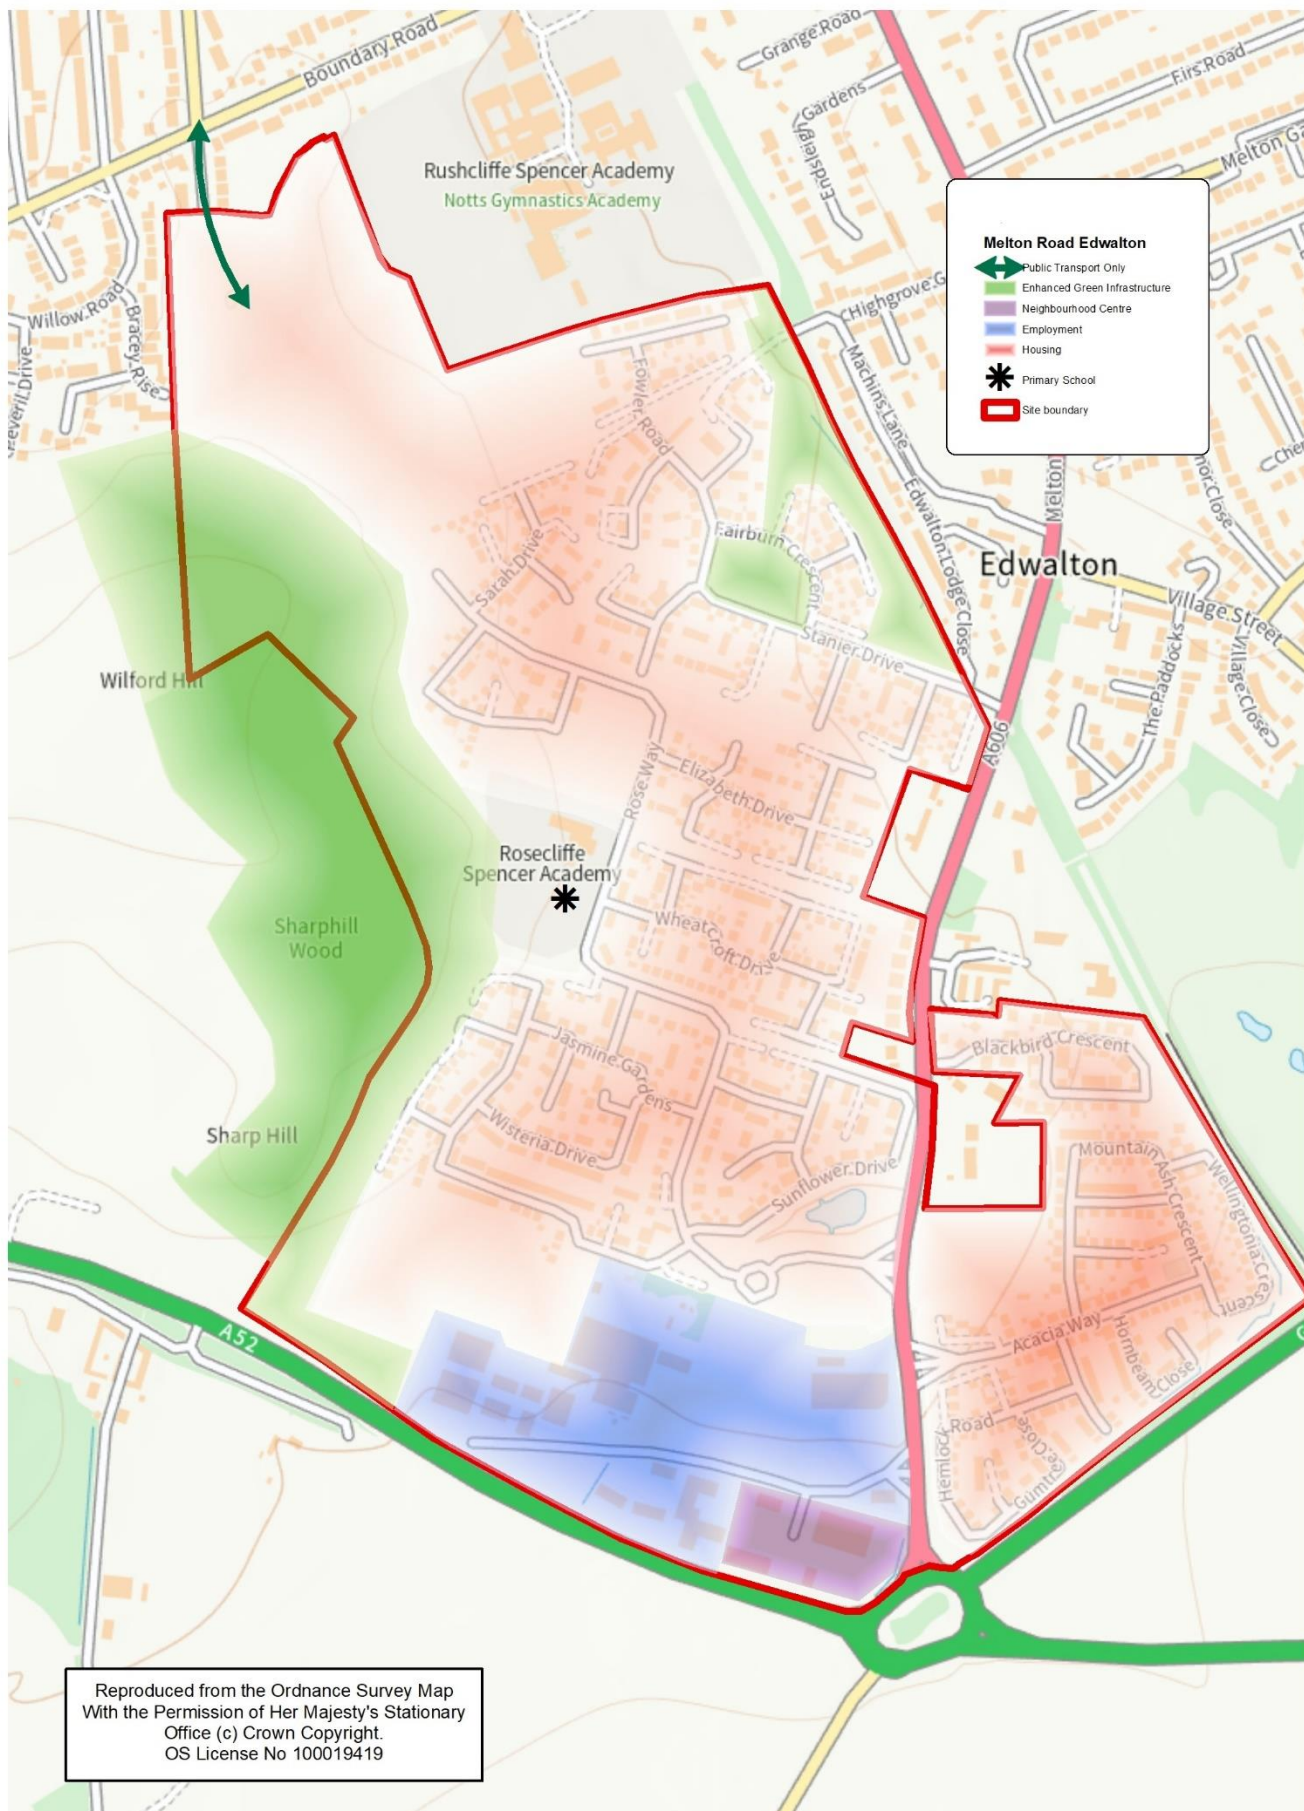 Boundary Road
Grange Road
Firs Road
Gardens
Endsleigh
Melton Ga
Rushcliffe Spencer Academy
Notts Gymnastics Academy
Melton Road Edwalton
Public Transport Only
Enhanced Green Infrastructure
Neighbourhood Centre
Employment
Housing
Primary School
Site boundary
Willow Road
Bracey Rise
Peveril Drive
Highgrove G
Machins Lane
Edwalton Lodge Close
Melton
nor Close
Che
Fowler Road
Fairburn Crescent
Sarah Drive
Stanier Drive
Edwalton
Village Street
The Paddocks
Village Close
Wilford Hill
A606
Rose Way
Elizabeth Drive
Rosecliffe
Spencer Academy
Wheatcroft Drive
Sharphill
Wood
Jasmine Gardens
Blackbird Crescent
Wisteria Drive
Sharp Hill
Sunflower Drive
Mountain Ash Crescent
Wellingtonia Crescent
A52
Acacia Way
Hornbeam Close
Hemlock Road
Gumtree Close
Reproduced from the Ordnance Survey Map
With the Permission of Her Majesty's Stationary
Office (c) Crown Copyright.
OS License No 100019419